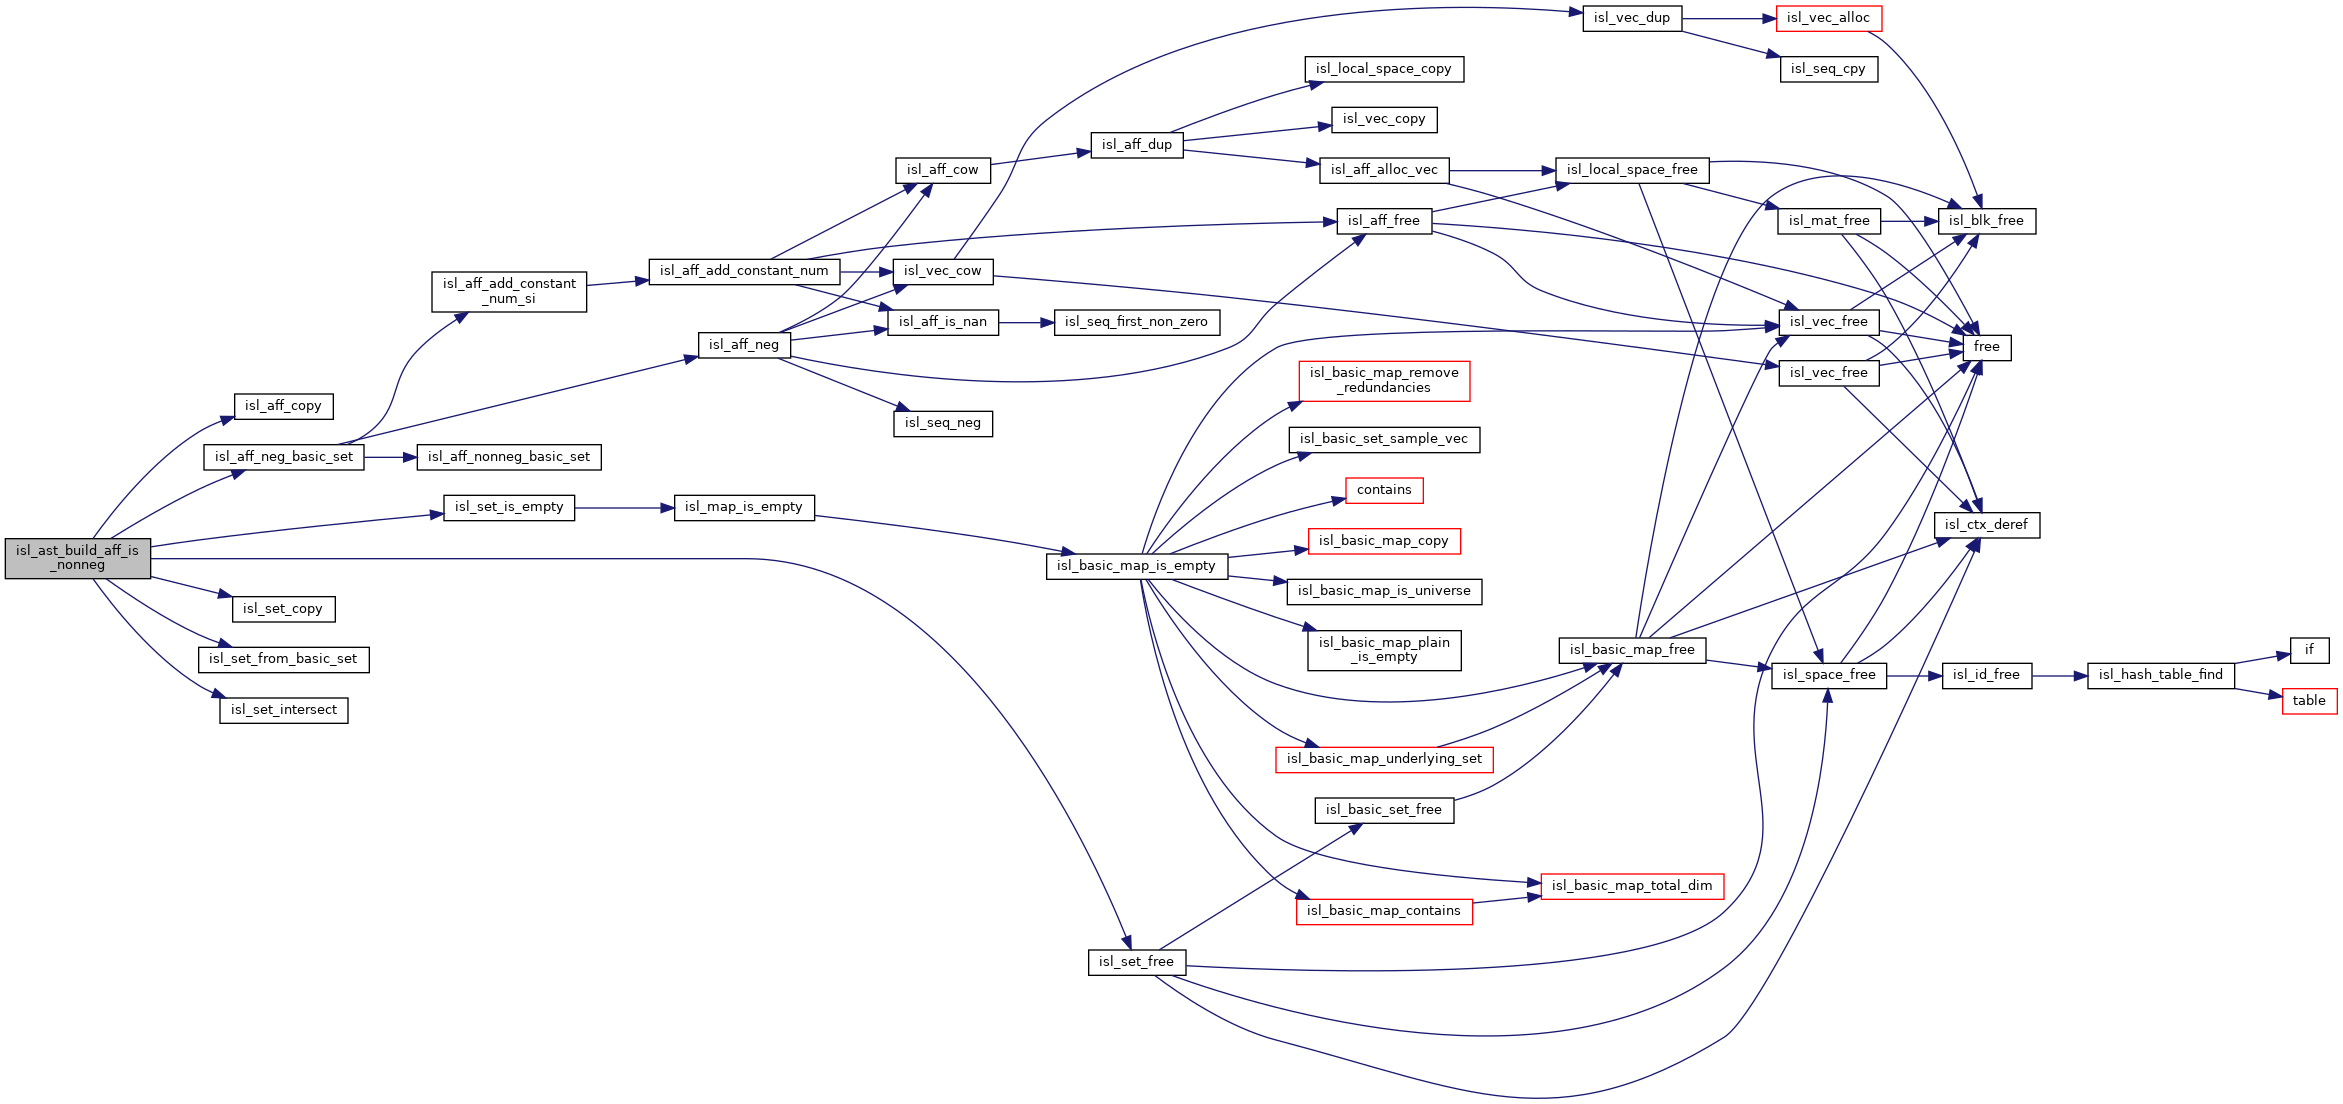 isl_ast_build_aff_is
_nonneg
isl_aff_copy
isl_aff_neg_basic_set
isl_set_is_empty
isl_set_copy
isl_set_from_basic_set
isl_set_intersect
isl_aff_add_constant
_num_si
isl_aff_nonneg_basic_set
isl_aff_add_constant_num
isl_aff_neg
isl_map_is_empty
isl_aff_cow
isl_vec_cow
isl_aff_is_nan
isl_seq_neg
isl_aff_dup
isl_seq_first_non_zero
isl_basic_map_is_empty
isl_set_free
isl_local_space_copy
isl_vec_copy
isl_aff_alloc_vec
isl_aff_free
isl_basic_map_remove
_redundancies
isl_basic_set_sample_vec
contains
isl_basic_map_copy
isl_basic_map_is_universe
isl_basic_map_plain
_is_empty
isl_basic_map_underlying_set
isl_basic_set_free
isl_basic_map_contains
isl_vec_dup
isl_local_space_free
isl_basic_map_free
isl_basic_map_total_dim
isl_vec_alloc
isl_seq_cpy
isl_mat_free
isl_vec_free
isl_vec_free
isl_space_free
isl_blk_free
free
isl_ctx_deref
isl_id_free
isl_hash_table_find
if
table